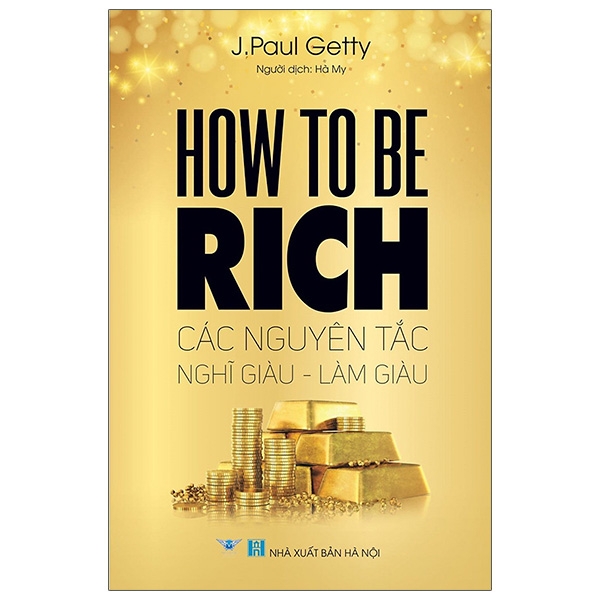 J.Paul Getty
Người dịch: Hà My
HOW TO BE
RICH
CÁC NGUYÊN TẮC
NGHĨ GIÀU - LÀM GIÀU
NHÀ XUẤT BẢN HÀ NỘI